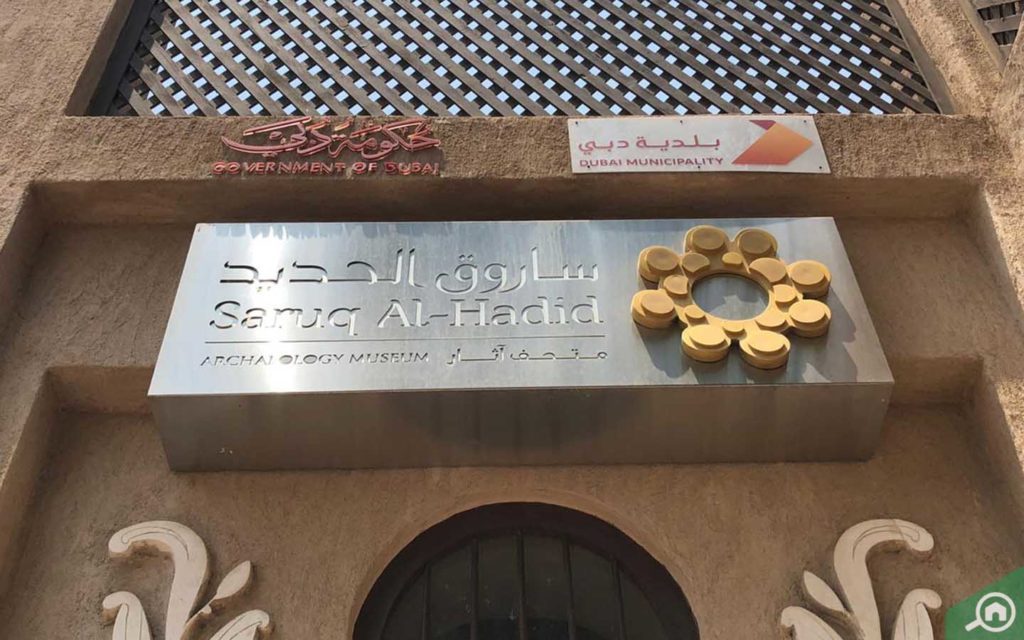 حكومة دبي
GOVERNMENT OF DUBAI
بلدية دبي
DUBAI MUNICIPALITY
ساروق الحديد
Saruq Al-Hadid
ARCHAEOLOGY MUSEUM متحف آثار